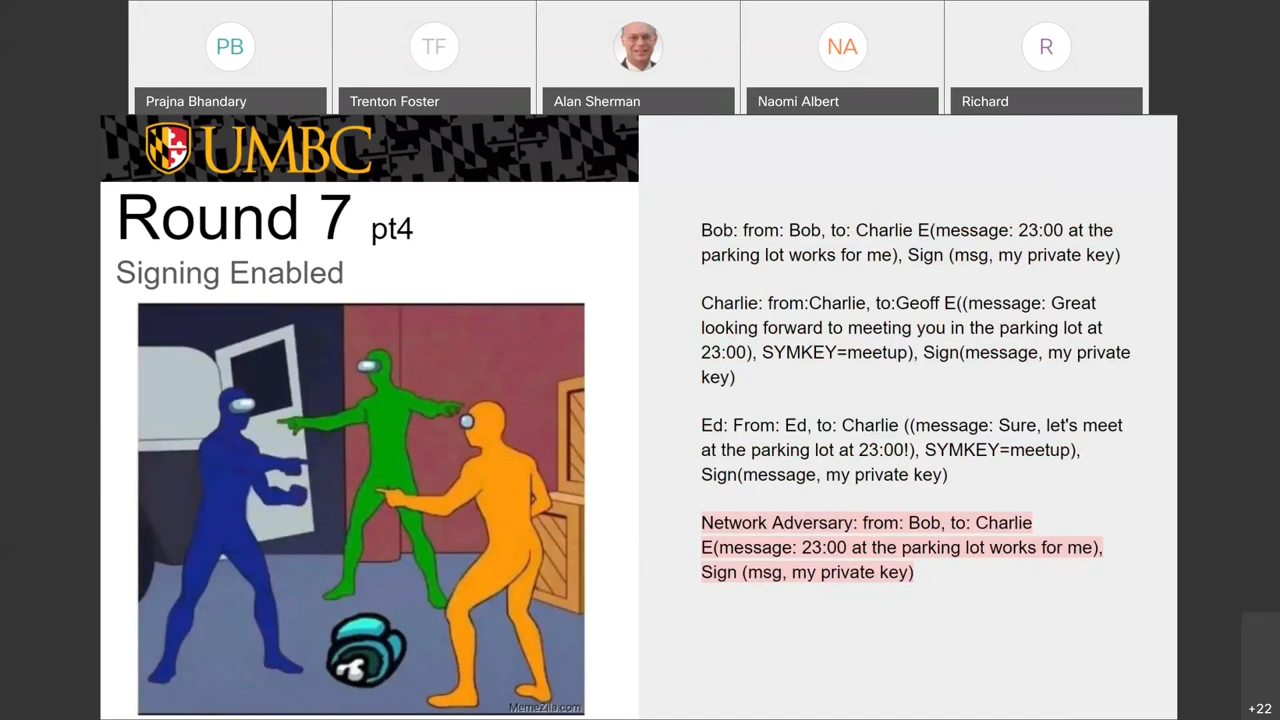 PB
TF
NA
R
Prajna Bhandary
Trenton Foster
Alan Sherman
Naomi Albert
Richard
UMBC
Round 7 pt4
Signing Enabled
MemeZila.com
Bob: from: Bob, to: Charlie E(message: 23:00 at the
parking lot works for me), Sign (msg, my private key)
Charlie: from:Charlie, to:Geoff E((message: Great
looking forward to meeting you in the parking lot at
23:00), SYMKEY=meetup), Sign(message, my private
key)
Ed: From: Ed, to: Charlie ((message: Sure, let's meet
at the parking lot at 23:00!), SYMKEY=meetup),
Sign(message, my private key)
Network Adversary: from: Bob, to: Charlie
E(message: 23:00 at the parking lot works for me),
Sign (msg, my private key)
+22